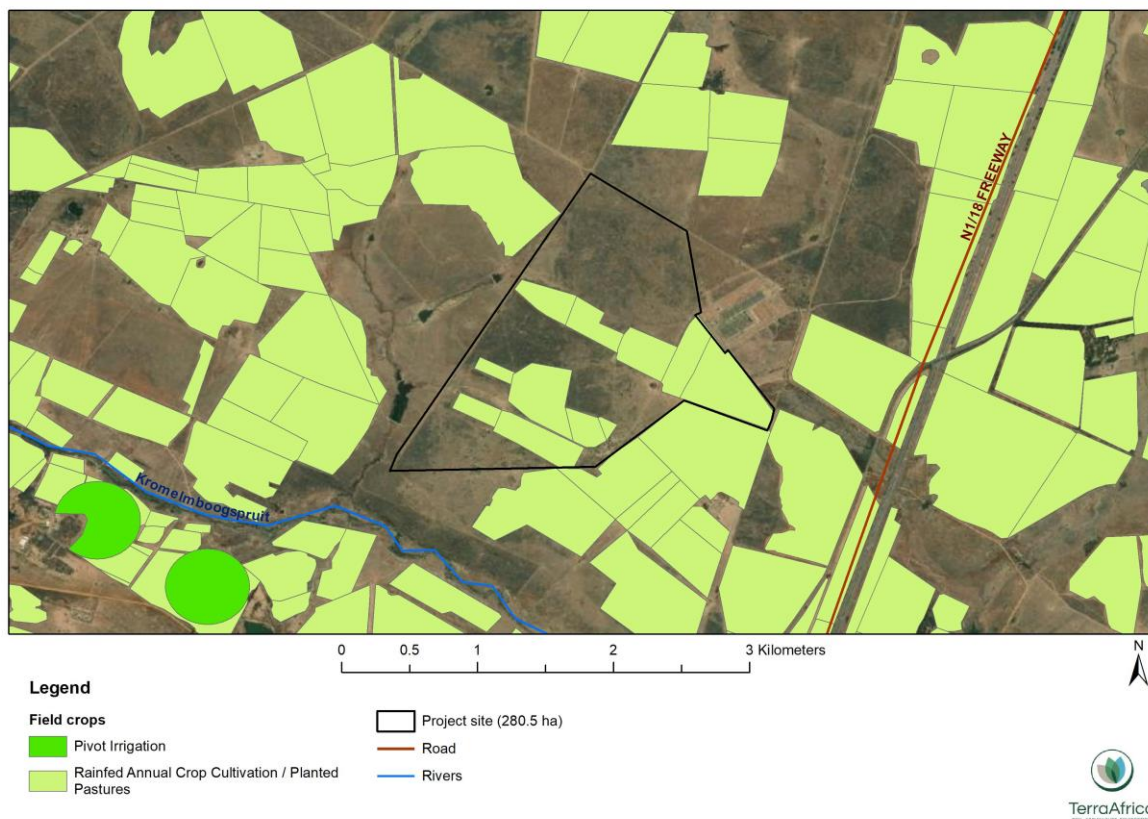 N1/18 FREEWAY
Kromelmboogspruit
0 0.5 1 2 3 Kilometers
N
Legend
Field crops
Pivot Irrigation
Rainfed Annual Crop Cultivation / Planted
Pastures
Project site (280.5 ha)
Road
Rivers
TerraAfrica